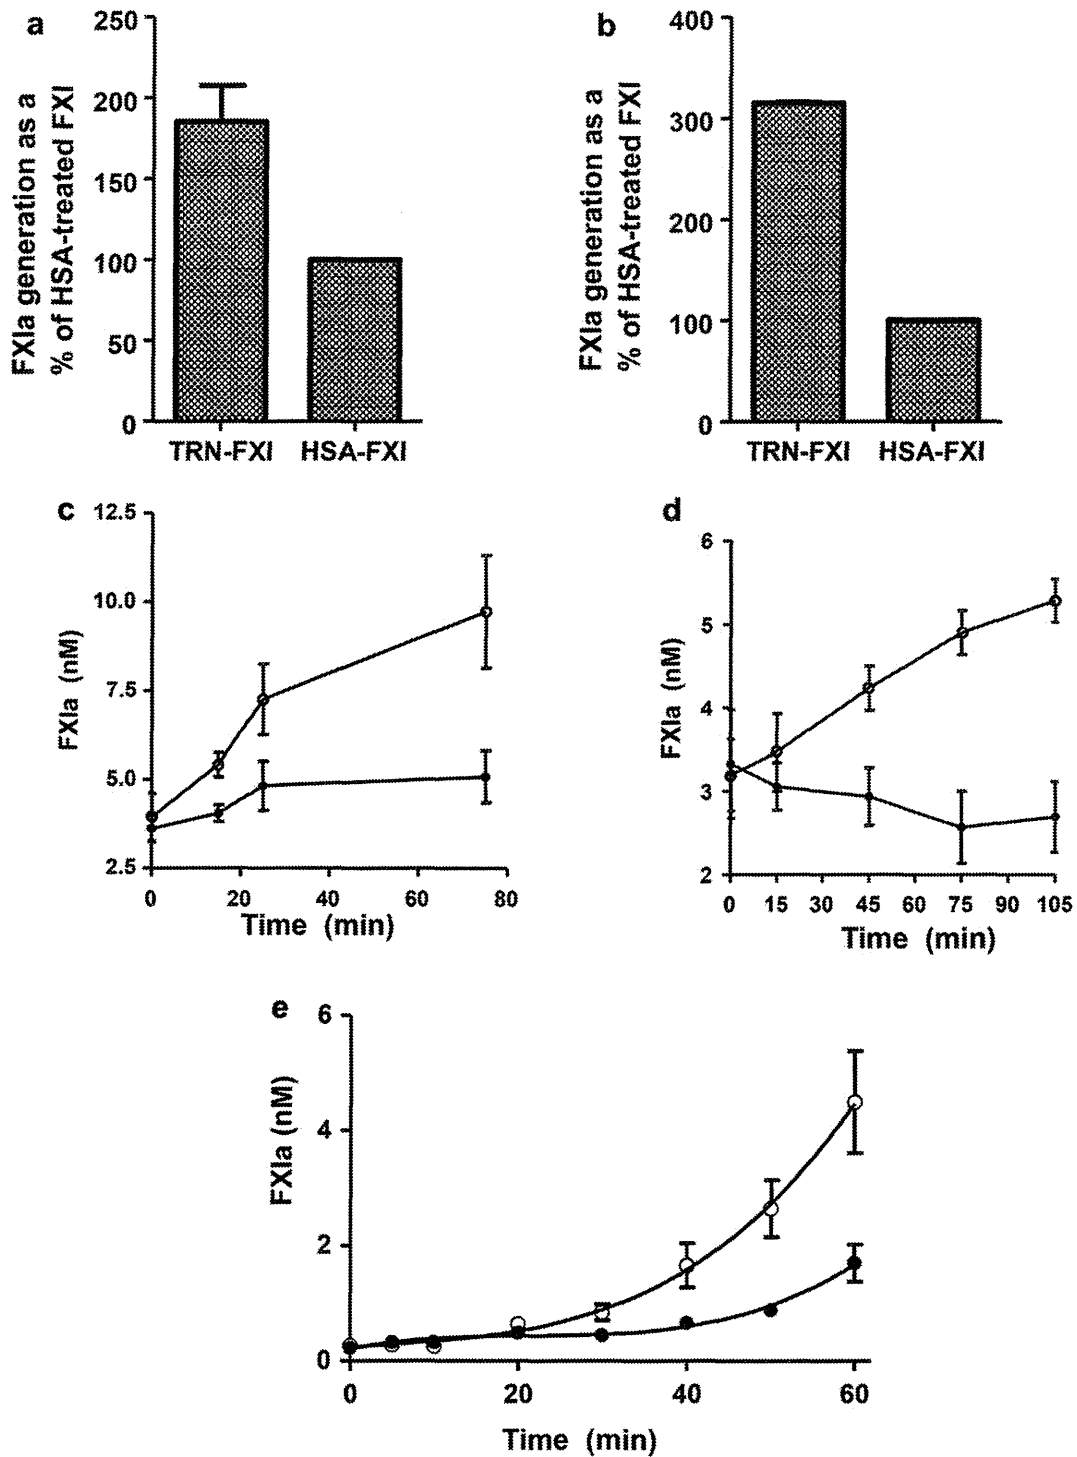 a
250
200
150
100
50
0
FXIa generation as a
% of HSA-treated FXI
TRN-FXI HSA-FXI
b
400
300
200
100
0
FXIa generation as a
% of HSA-treated FXI
TRN-FXI HSA-FXI
c
12.5
10.0
7.5
5.0
2.5
FXIa (nM)
0 20 40 60 80
Time (min)
d
6
5
4
3
2
FXIa (nM)
0 15 30 45 60 75 90 105
Time (min)
e
6
4
2
0
FXIa (nM)
0 20 40 60
Time (min)